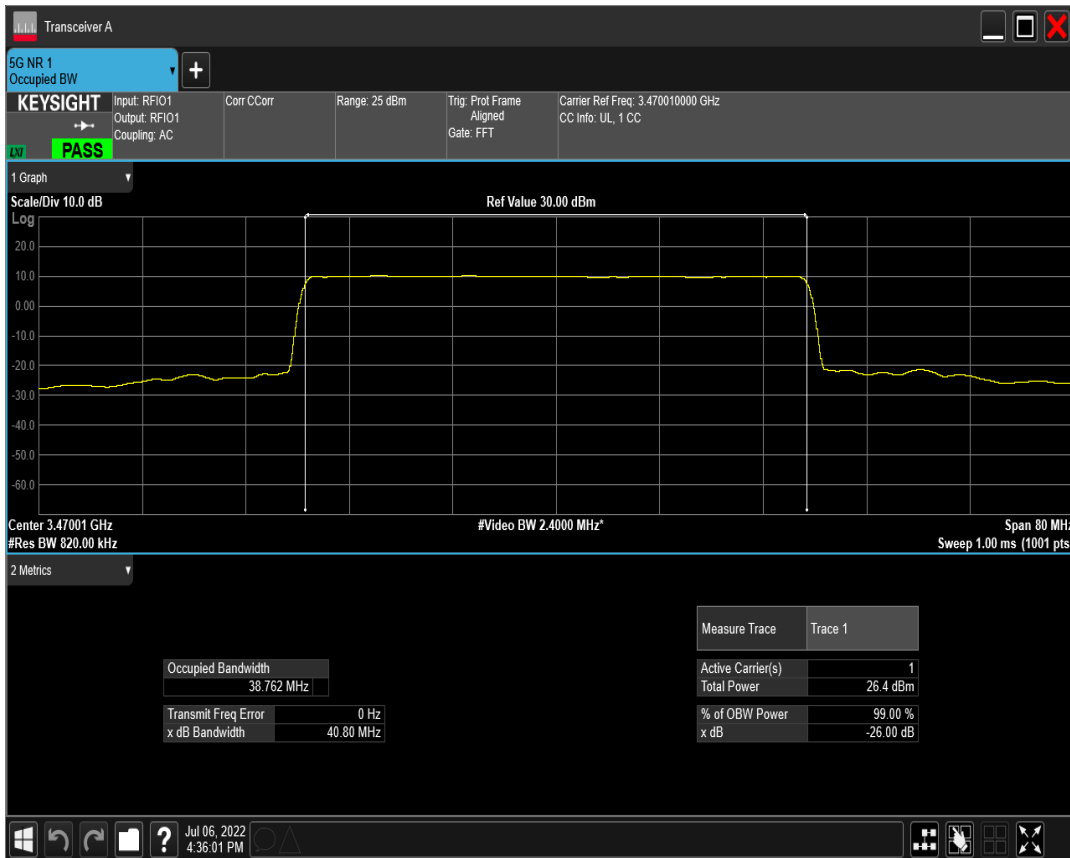 Transceiver A
5G NR 1
Occupied BW
KEYSIGHT
LXI
PASS
Input: RFIO1
Output: RFIO1
Coupling: AC
Corr CCorr
Range: 25 dBm
Trig: Prot Frame
Aligned
Gate: FFT
Carrier Ref Freq: 3.470010000 GHz
CC Info: UL, 1 CC
1 Graph
Scale/Div 10.0 dB
Ref Value 30.00 dBm
Log
20.0
10.0
0.00
-10.0
-20.0
-30.0
-40.0
-50.0
-60.0
Center 3.47001 GHz
#Video BW 2.4000 MHz*
Span 80 MHz
#Res BW 820.00 kHz
Sweep 1.00 ms (1001 pts
2 Metrics
Measure Trace Trace 1
Occupied Bandwidth
38.762 MHz
Active Carrier(s) 1
Total Power 26.4 dBm
Transmit Freq Error 0 Hz
x dB Bandwidth 40.80 MHz
% of OBW Power 99.00 %
x dB -26.00 dB
?
Jul 06, 2022
4:36:01 PM